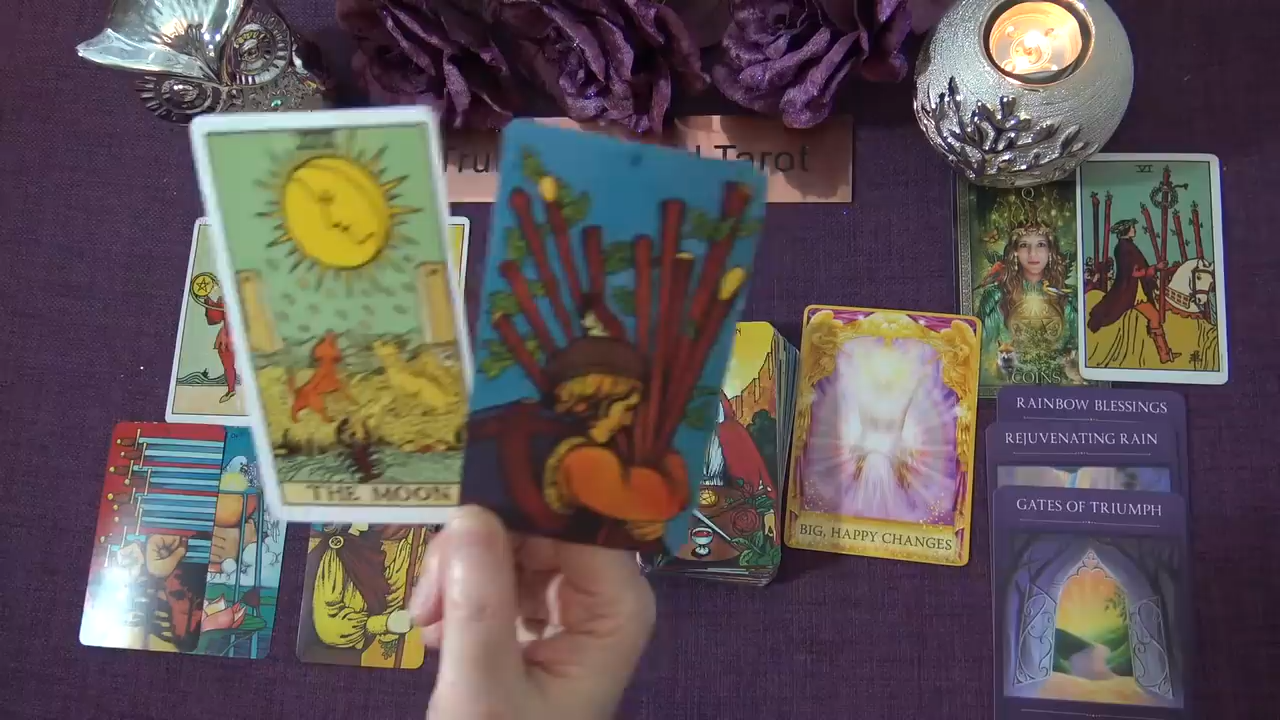 Tarot
VI
THE MOON
COINS
RAINBOW BLESSINGS
REJUVENATING RAIN
GATES OF TRIUMPH
BIG, HAPPY CHANGES